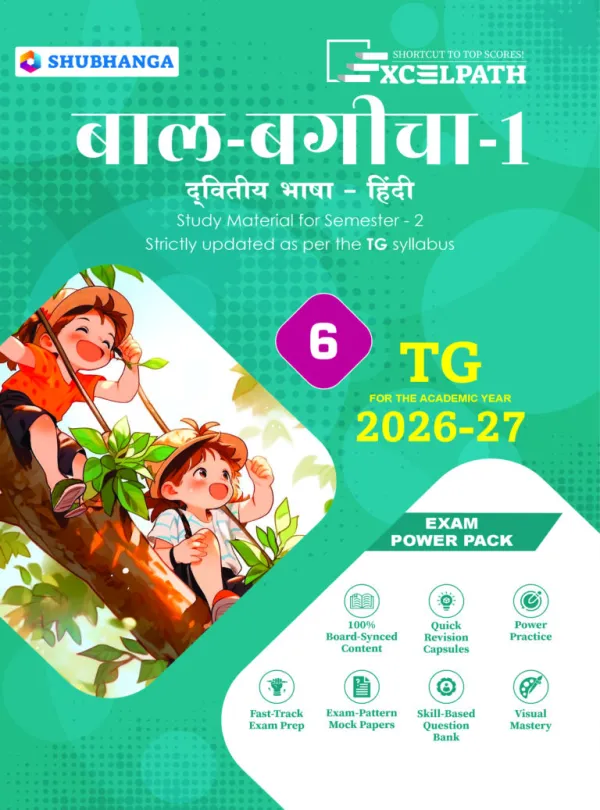 SHUBHANGA
SHORTCUT TO TOP SCORES!
EXCELPATH
बाल-बगीचा-1
द्वितीय भाषा - हिंदी
Study Material for Semester - 2
Strictly updated as per the TG syllabus
6
TG
FOR THE ACADEMIC YEAR
2026-27
EXAM
POWER PACK
100%
Board-Synced
Content
Quick
Revision
Capsules
Power
Practice
Fast-Track
Exam Prep
Exam-Pattern
Mock Papers
Skill-Based
Question
Bank
Visual
Mastery